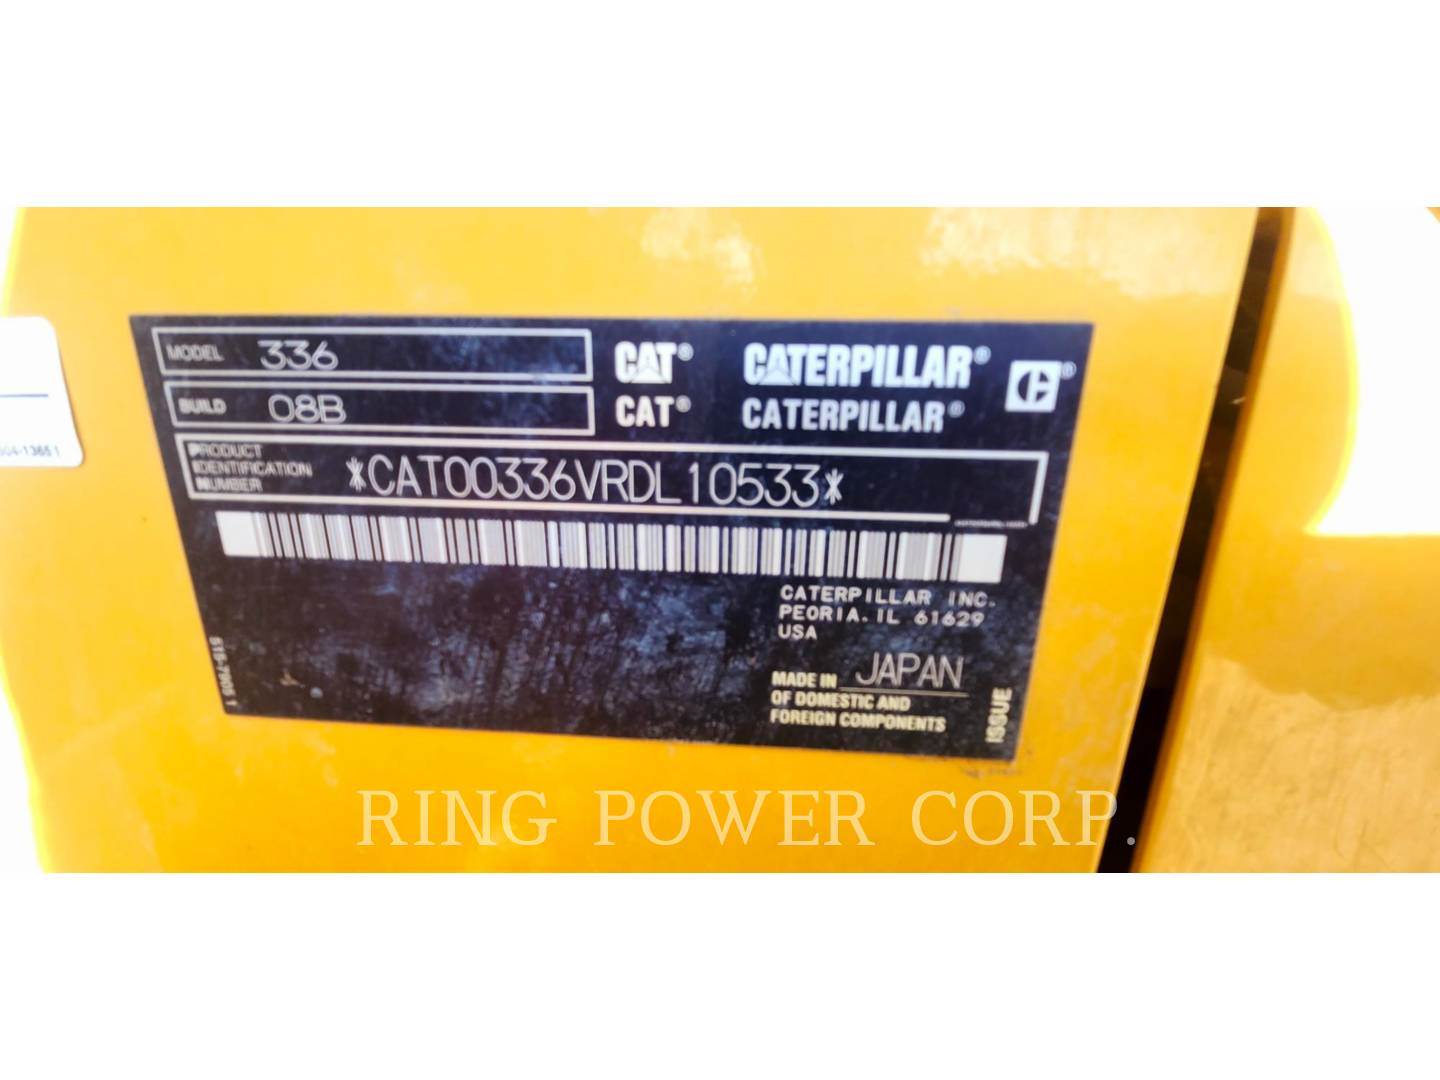 MODEL 336
BUILD 08B
CAT® CATERPILLAR®
CAT® CATERPILLAR®
PRODUCT
IDENTIFICATION
NUMBER
*CAT00336VRDL10533*
CATERPILLAR INC.
PEORIA, IL 61629
USA
MADE IN JAPAN
OF DOMESTIC AND
FOREIGN COMPONENTS
ISSUE
RING POWER CORP.